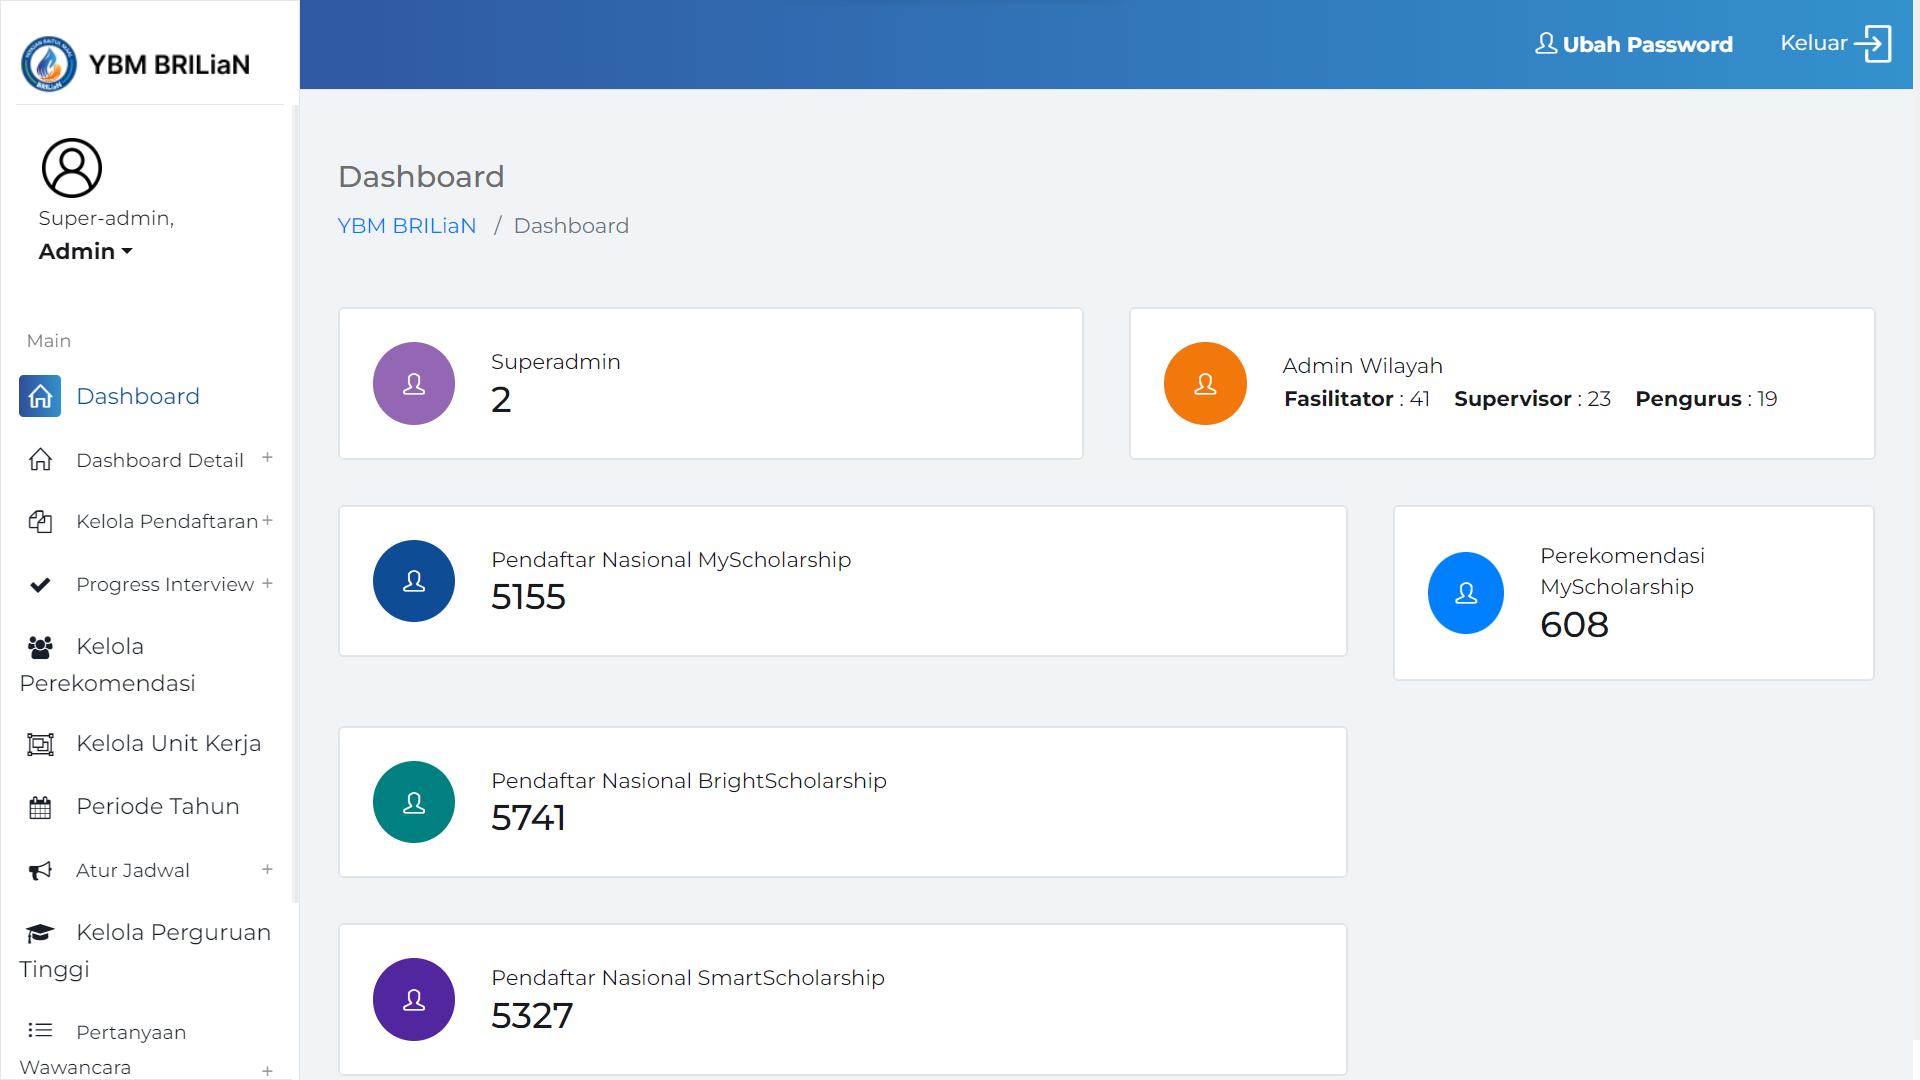 YBM BRILiaN
Ubah Password
Keluar
Super-admin,
Admin
Main
Dashboard
Dashboard Detail +
Kelola Pendaftaran +
Progress Interview +
Kelola
Perekomendasi
Kelola Unit Kerja
Periode Tahun
Atur Jadwal +
Kelola Perguruan
Tinggi
Pertanyaan
Wawancara +
Dashboard
YBM BRILiaN / Dashboard
Superadmin
2
Admin Wilayah
Fasilitator : 41 Supervisor : 23 Pengurus : 19
Pendaftar Nasional MyScholarship
5155
Perekomendasi
MyScholarship
608
Pendaftar Nasional BrightScholarship
5741
Pendaftar Nasional SmartScholarship
5327